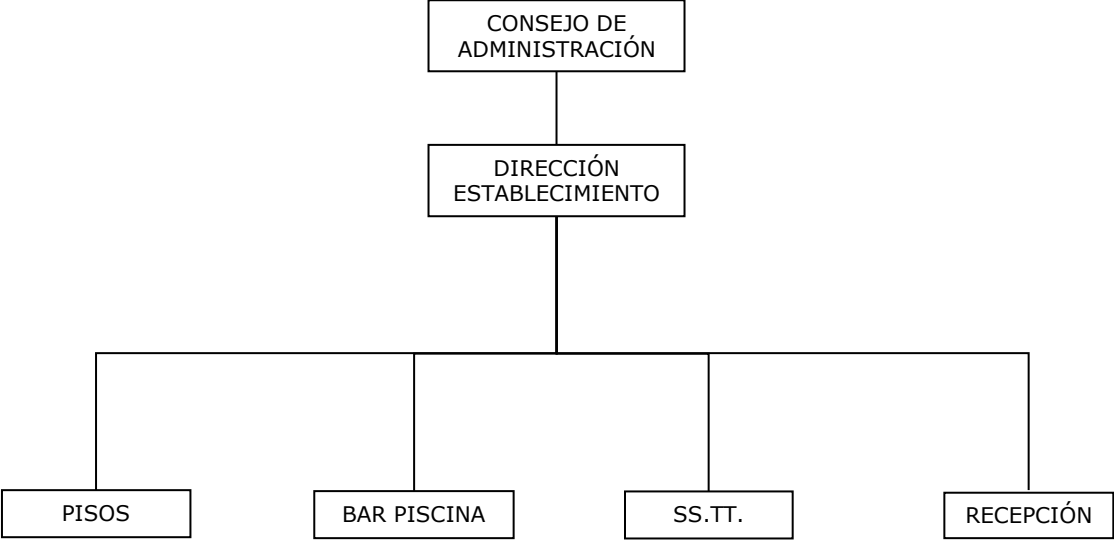 CONSEJO DE
ADMINISTRACIÓN
DIRECCIÓN
ESTABLECIMIENTO
PISOS
BAR PISCINA
SS.TT.
RECEPCIÓN